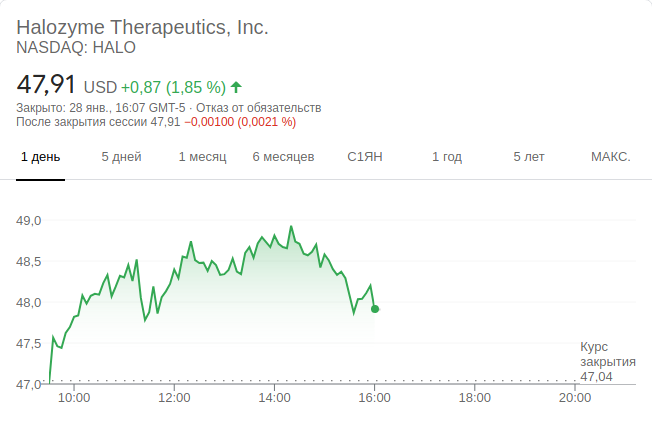 Halozyme Therapeutics, Inc.
NASDAQ: HALO
47,91 USD +0,87 (1,85 %)
Закрыто: 28 янв., 16:07 GMT-5 · Отказ от обязательств
После закрытия сессии 47,91 −0,00100 (0,0021 %)
1 день 5 дней 1 месяц 6 месяцев С1ЯН 1 год 5 лет МАКС.
49,0
48,5
48,0
47,5
47,0
Курс
закрытия
47,04
10:00 12:00 14:00 16:00 18:00 20:00